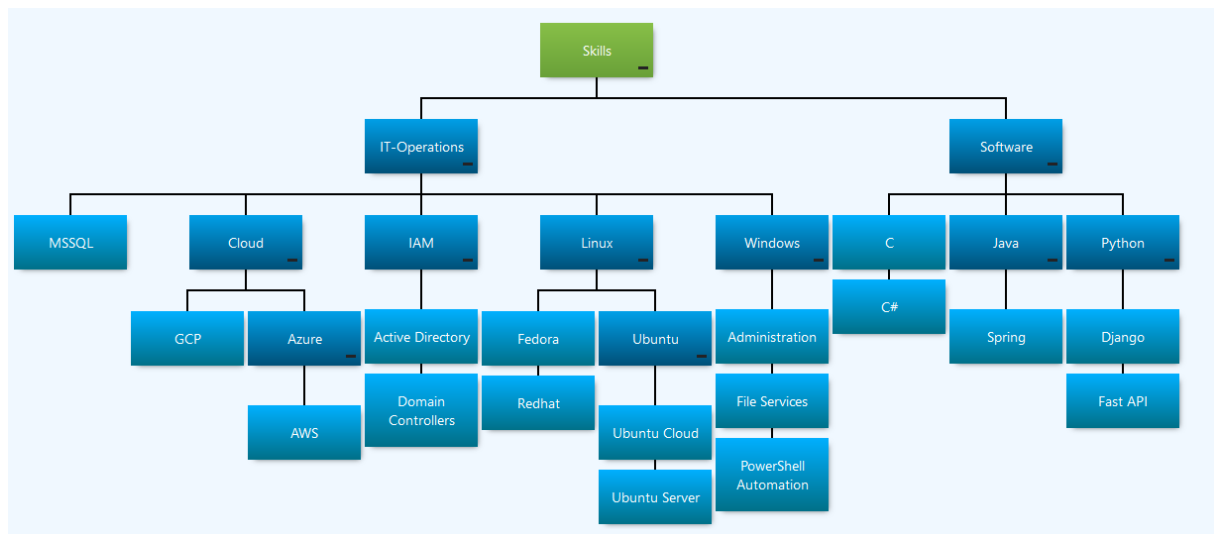 Skills
IT-Operations
Software
MSSQL
Cloud
IAM
Linux
Windows
C
Java
Python
C#
GCP
Azure
Active Directory
Fedora
Ubuntu
Administration
Spring
Django
AWS
Domain
Controllers
Redhat
Ubuntu Cloud
File Services
Fast API
Ubuntu Server
PowerShell
Automation